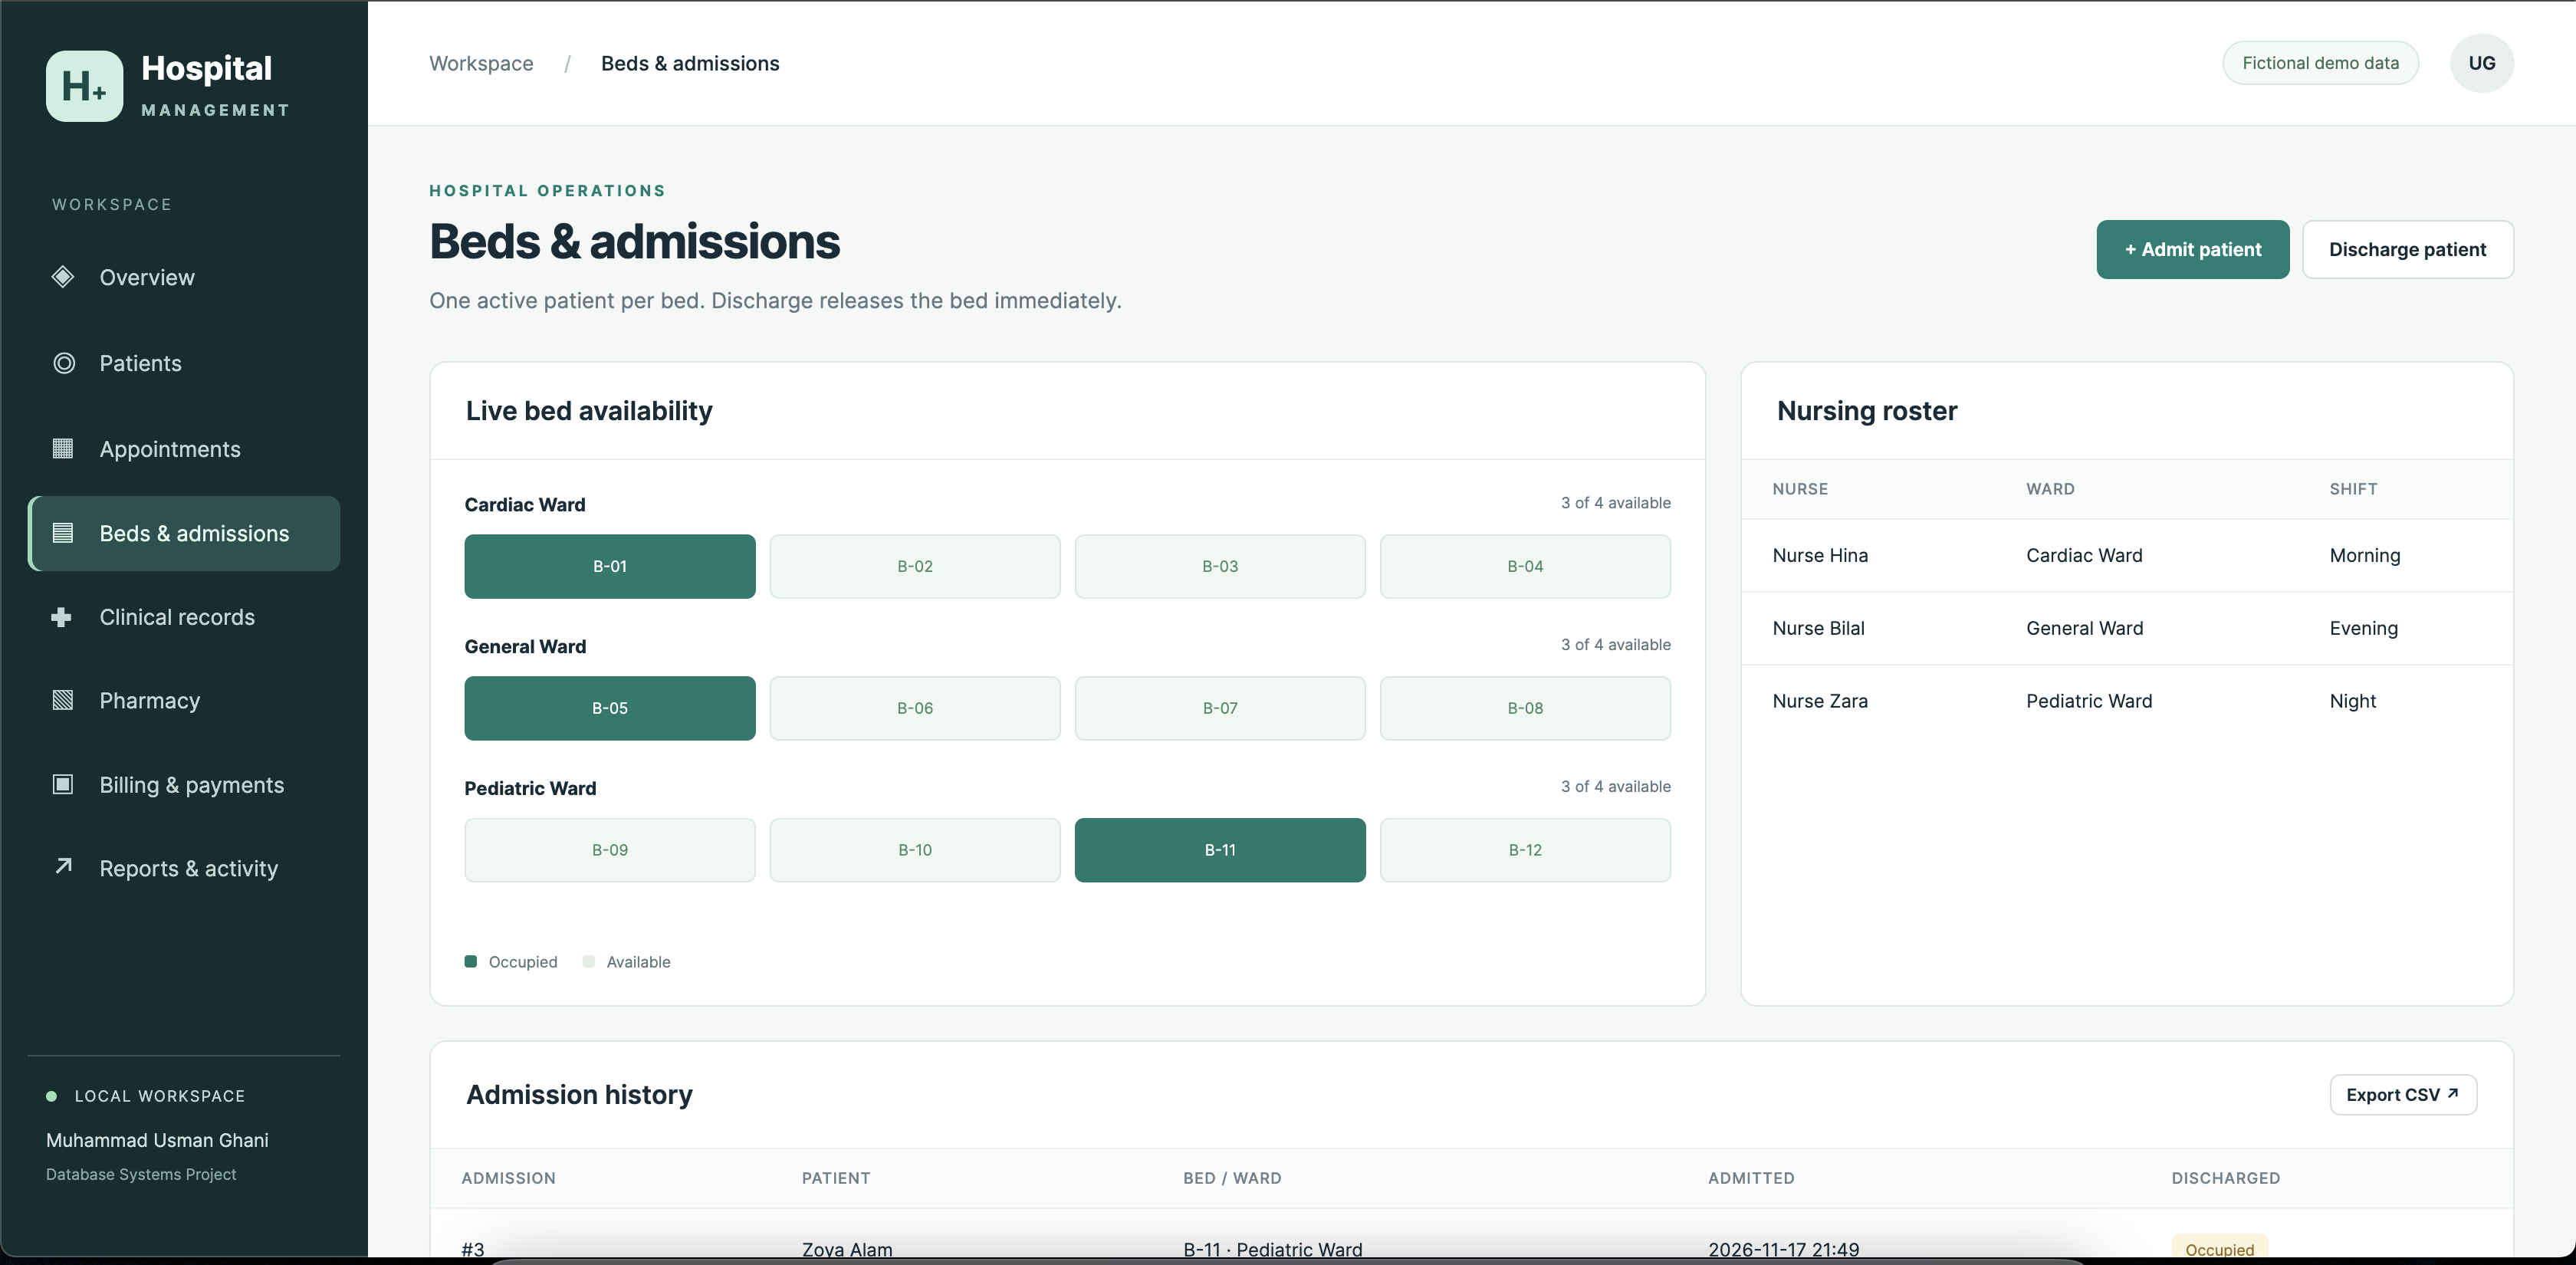 H+
Hospital
MANAGEMENT
WORKSPACE
Overview
Patients
Appointments
Beds & admissions
Clinical records
Pharmacy
Billing & payments
Reports & activity
LOCAL WORKSPACE
Muhammad Usman Ghani
Database Systems Project
Workspace / Beds & admissions
Fictional demo data
UG
HOSPITAL OPERATIONS
Beds & admissions
One active patient per bed. Discharge releases the bed immediately.
+ Admit patient
Discharge patient
Live bed availability
Cardiac Ward 3 of 4 available
B-01 B-02 B-03 B-04
General Ward 3 of 4 available
B-05 B-06 B-07 B-08
Pediatric Ward 3 of 4 available
B-09 B-10 B-11 B-12
Occupied Available
Nursing roster
NURSE WARD SHIFT
Nurse Hina Cardiac Ward Morning
Nurse Bilal General Ward Evening
Nurse Zara Pediatric Ward Night
Admission history
Export CSV ↗
ADMISSION PATIENT BED / WARD ADMITTED DISCHARGED
#3 Zoya Alam B-11 · Pediatric Ward 2026-11-17 21:49 Occupied